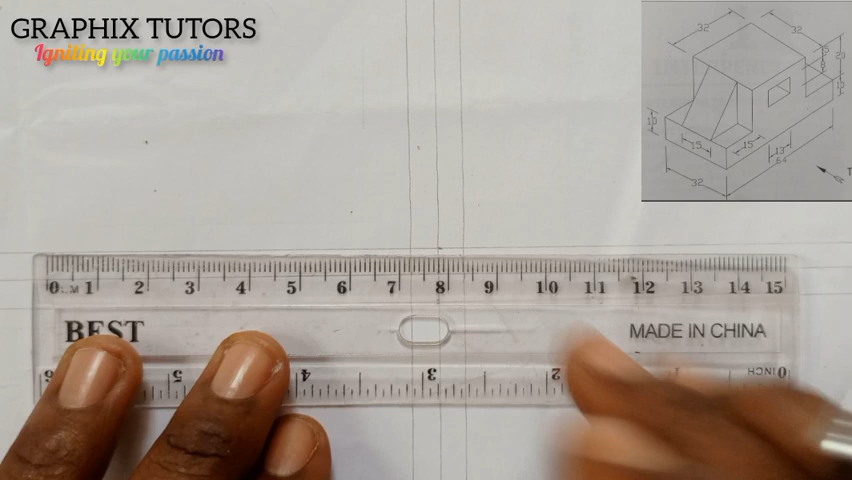 GRAPHIX TUTORS
Igniting your passion
32
32
20
12
10
15
15
13
64
32
0 CM 1 2 3 4 5 6 7 8 9 10 11 12 13 14 15
BEST
MADE IN CHINA
6 5 4 3 2 1 0 INCH